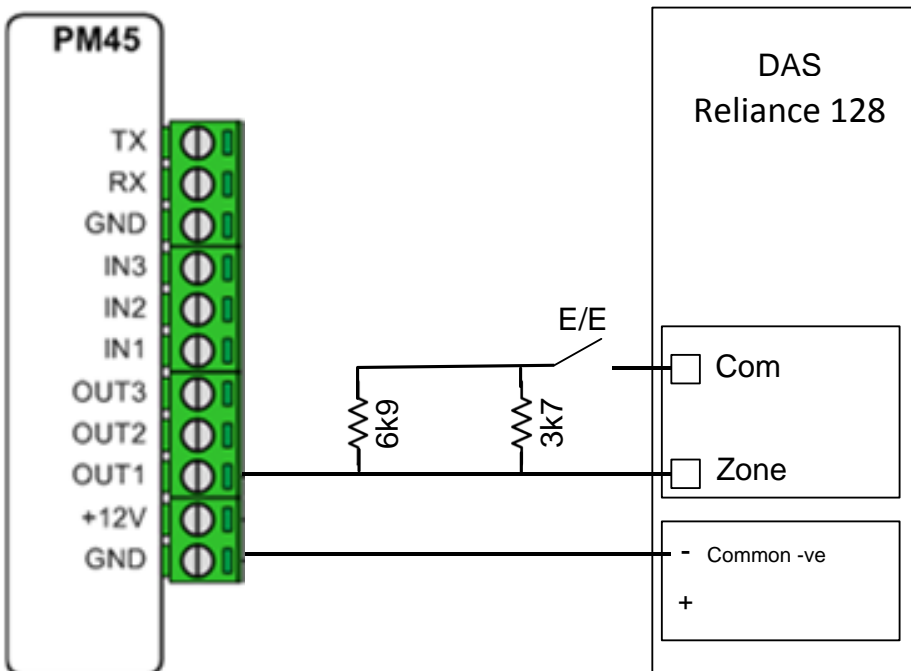 PM45
TX
RX
GND
IN3
IN2
IN1
OUT3
OUT2
OUT1
+12V
GND
E/E
6k9
3k7
DAS
Reliance 128
Com
Zone
- Common -ve
+